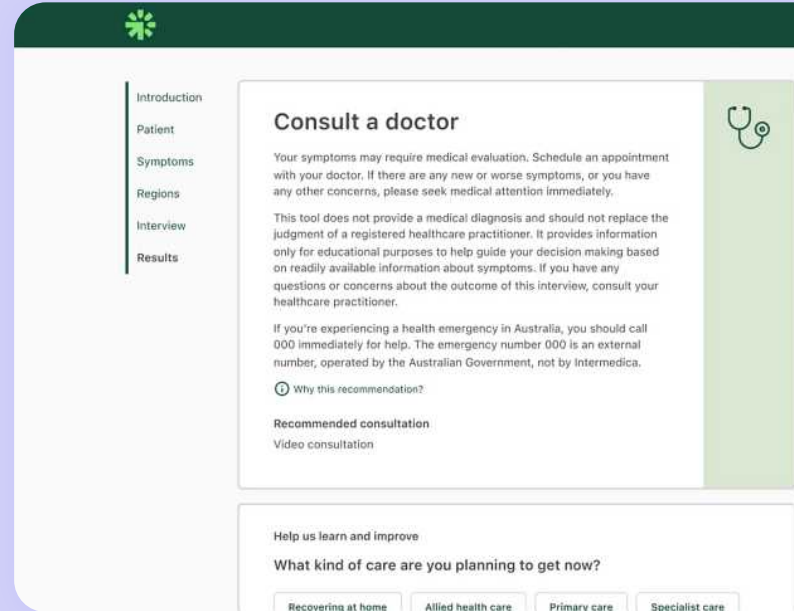 Introduction
Patient
Symptoms
Regions
Interview
Results
Consult a doctor
Your symptoms may require medical evaluation. Schedule an appointment
with your doctor. If there are any new or worse symptoms, or you have
any other concerns, please seek medical attention immediately.
This tool does not provide a medical diagnosis and should not replace the
judgment of a registered healthcare practitioner. It provides information
only for educational purposes to help guide your decision making based
on readily available information about symptoms. If you have any
questions or concerns about the outcome of this interview, consult your
healthcare practitioner.
If you're experiencing a health emergency in Australia, you should call
000 immediately for help. The emergency number 000 is an external
number, operated by the Australian Government, not by Intermedica.
Why this recommendation?
Recommended consultation
Video consultation
Help us learn and improve
What kind of care are you planning to get now?
Recovering at home Allied health care Primary care Specialist care